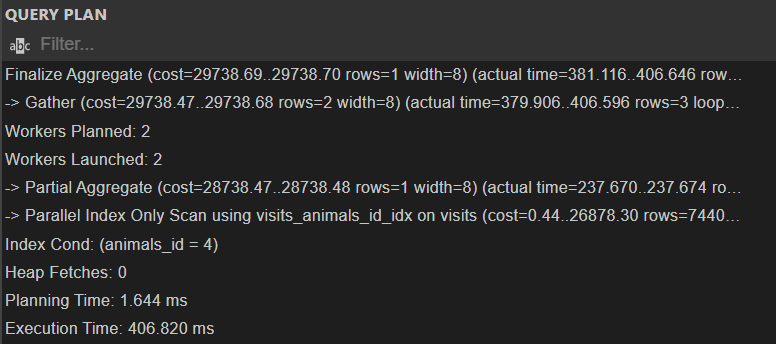 QUERY PLAN
abc Filter...
Finalize Aggregate (cost=29738.69..29738.70 rows=1 width=8) (actual time=381.116..406.646 row...
-> Gather (cost=29738.47..29738.68 rows=2 width=8) (actual time=379.906..406.596 rows=3 loop...
Workers Planned: 2
Workers Launched: 2
-> Partial Aggregate (cost=28738.47..28738.48 rows=1 width=8) (actual time=237.670..237.674 ro...
-> Parallel Index Only Scan using visits_animals_id_idx on visits (cost=0.44..26878.30 rows=7440...
Index Cond: (animals_id = 4)
Heap Fetches: 0
Planning Time: 1.644 ms
Execution Time: 406.820 ms